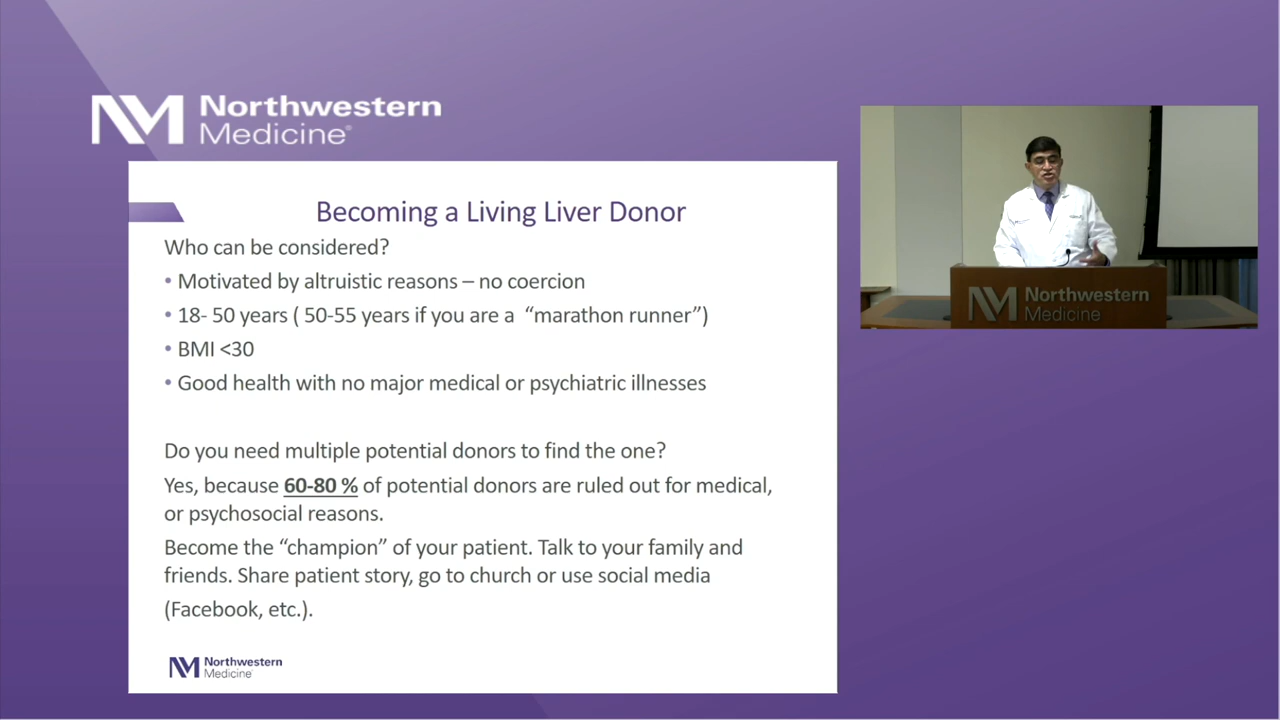 Northwestern
Medicine®
Becoming a Living Liver Donor
Who can be considered?
• Motivated by altruistic reasons – no coercion
• 18- 50 years ( 50-55 years if you are a “marathon runner”)
• BMI <30
• Good health with no major medical or psychiatric illnesses
Do you need multiple potential donors to find the one?
Yes, because 60-80 % of potential donors are ruled out for medical,
or psychosocial reasons.
Become the “champion” of your patient. Talk to your family and
friends. Share patient story, go to church or use social media
(Facebook, etc.).
Northwestern
Medicine
Northwestern
Medicine